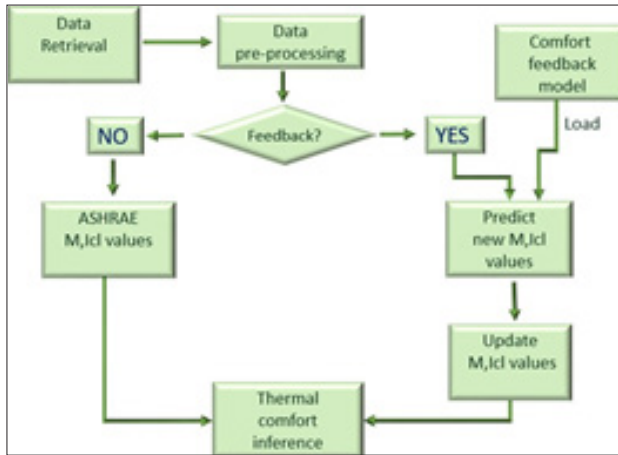 Data
Retrieval
Data
pre-processing
Comfort
feedback
model
Feedback?
NO
YES
Load
ASHRAE
M,Icl values
Predict
new M,Icl
values
Update
M,Icl values
Thermal
comfort
inference